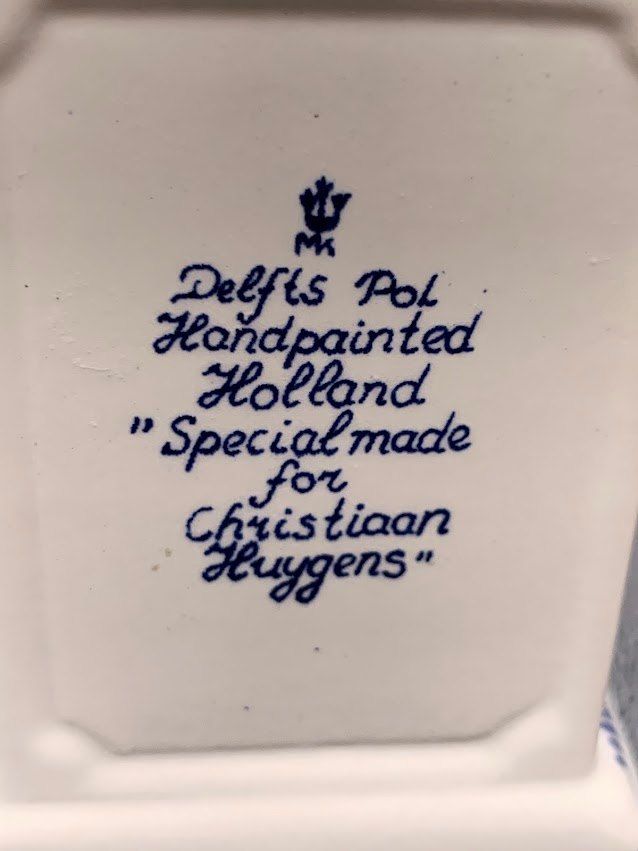 MK
Delfts Pol
Handpainted
Holland
"Special made
for
Christiaan
Huygens"